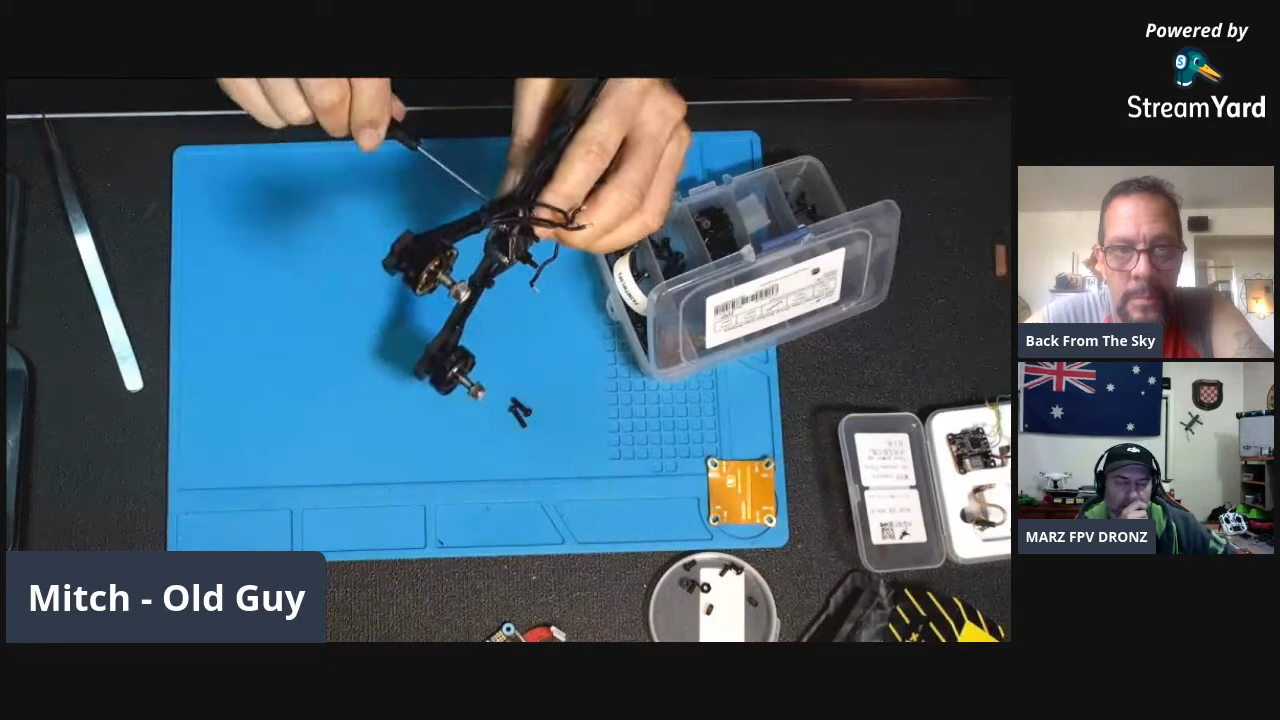 Powered by
StreamYard
Back From The Sky
MARZ FPV DRONZ
Mitch - Old Guy